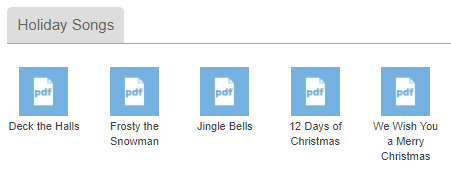 Holiday Songs
pdf pdf pdf pdf pdf
Deck the Halls
Frosty the
Snowman
Jingle Bells
12 Days of
Christmas
We Wish You
a Merry
Christmas